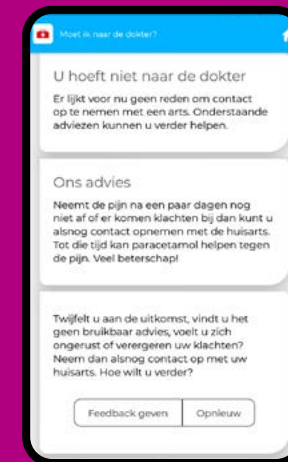 Moet ik naar de dokter?
U hoeft niet naar de dokter
Er lijkt voor nu geen reden om contact
op te nemen met een arts. Onderstaande
adviezen kunnen u verder helpen.
Ons advies
Neemt de pijn na een paar dagen nog
niet af of er komen klachten bij dan kunt u
alsnog contact opnemen met de huisarts.
Tot die tijd kan paracetamol helpen tegen
de pijn. Veel beterschap!
Twijfelt u aan de uitkomst, vindt u het
geen bruikbaar advies, voelt u zich
ongerust of verergeren uw klachten?
Neem dan alsnog contact op met uw
huisarts. Hoe wilt u verder?
Feedback geven
Opnieuw